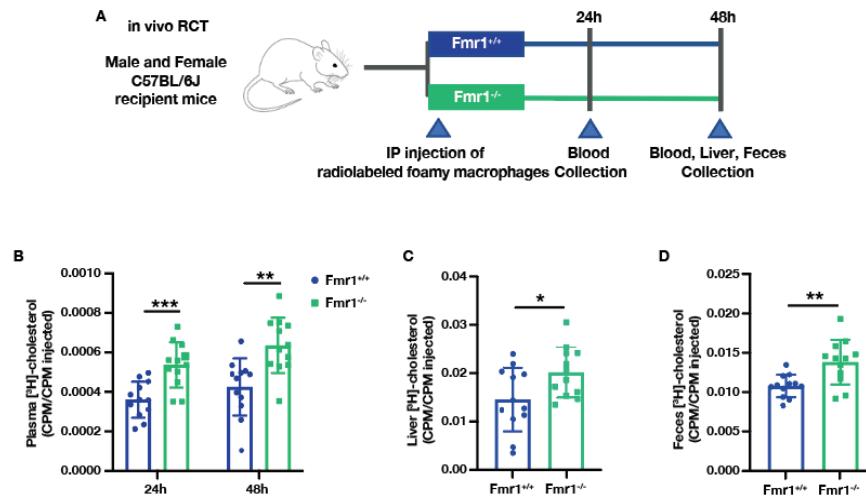 A
in vivo RCT
Male and Female
C57BL/6J
recipient mice
Fmr1+/+
Fmr1-/-
24h
48h
IP injection of
radiolabeled foamy macrophages
Blood
Collection
Blood, Liver, Feces
Collection
B
Plasma [³H]-cholesterol
(CPM/CPM injected)
0.0010
0.0008
0.0006
0.0004
0.0002
0.0000
***
**
24h
48h
Fmr1+/+
Fmr1-/-
C
Liver [³H]-cholesterol
(CPM/CPM injected)
0.04
0.03
0.02
0.01
0.00
*
Fmr1+/+
Fmr1-/-
D
Feces [³H]-cholesterol
(CPM/CPM injected)
0.025
0.020
0.015
0.010
0.005
0.000
**
Fmr1+/+
Fmr1-/-